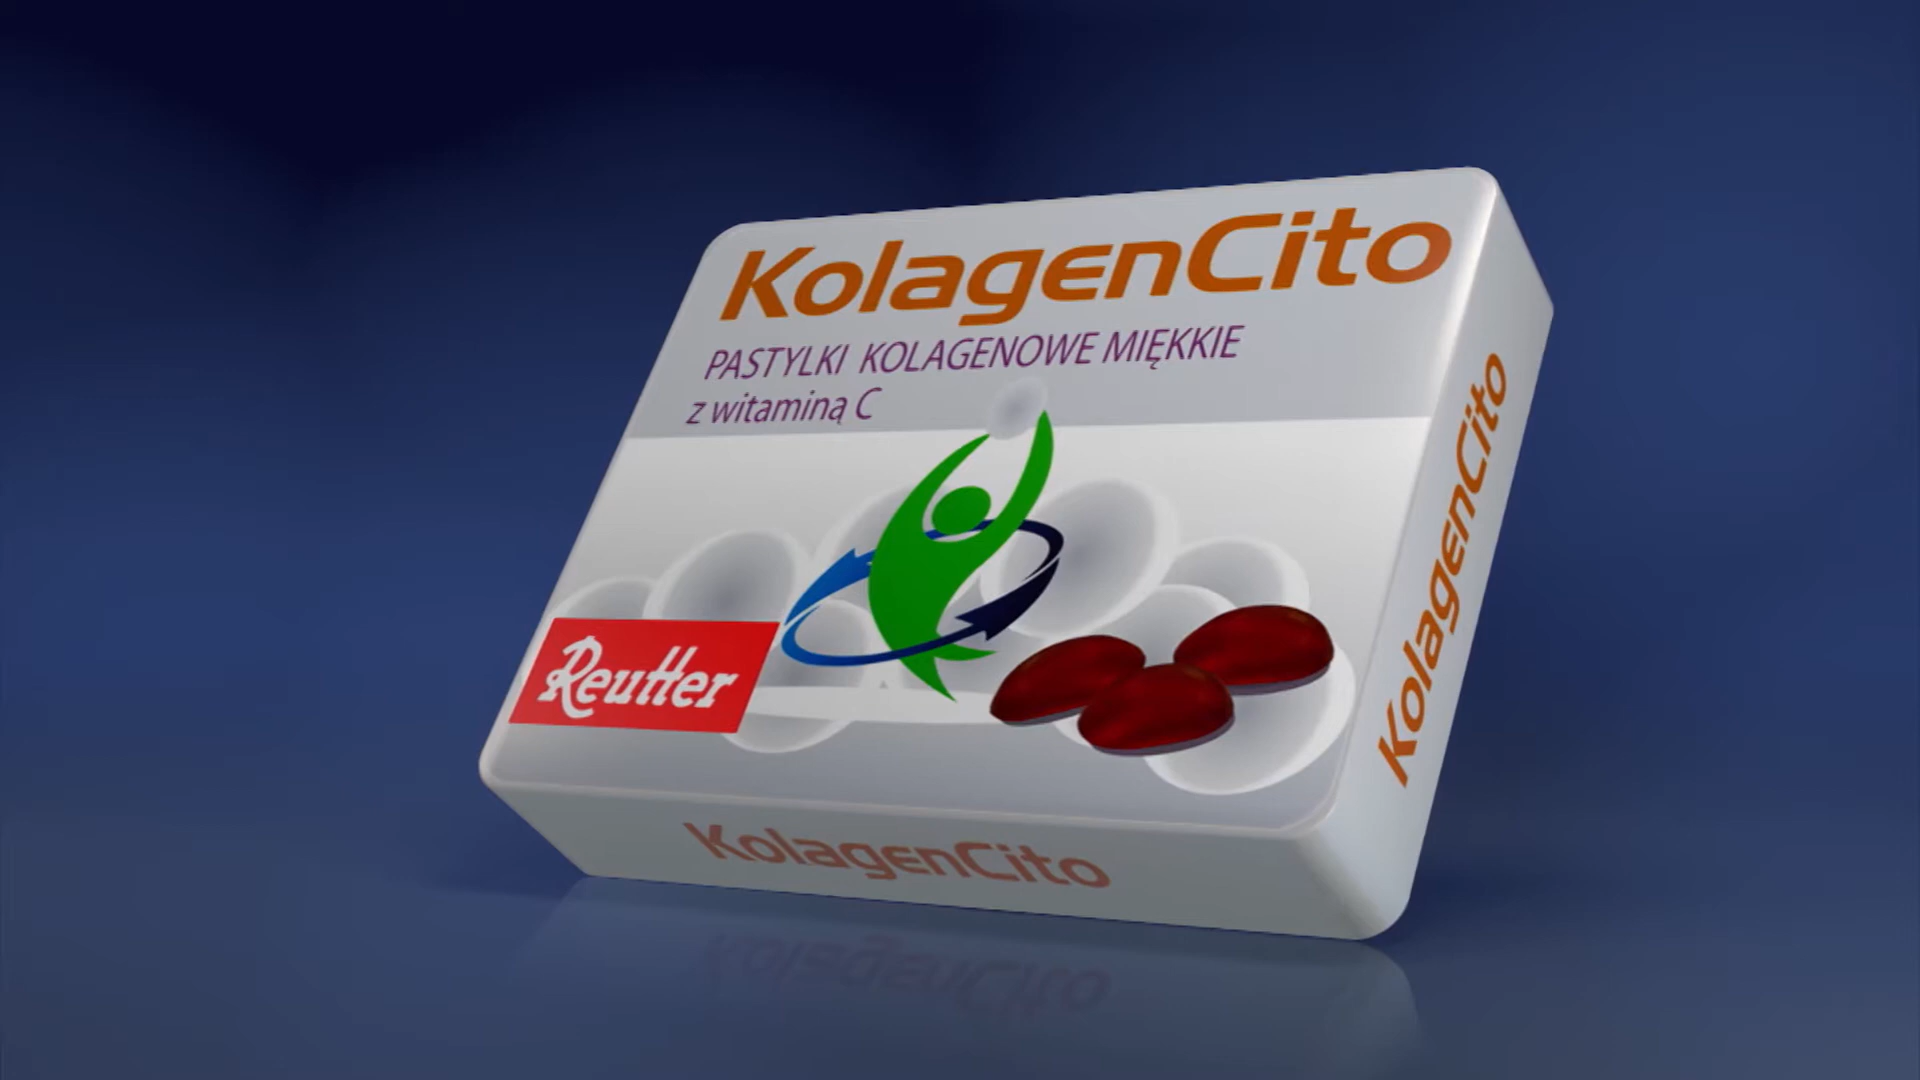 KolagenCito
PASTYLKI KOLAGENOWE MIĘKKIE
z witaminą C
Reutter
KolagenCito
KolagenCito